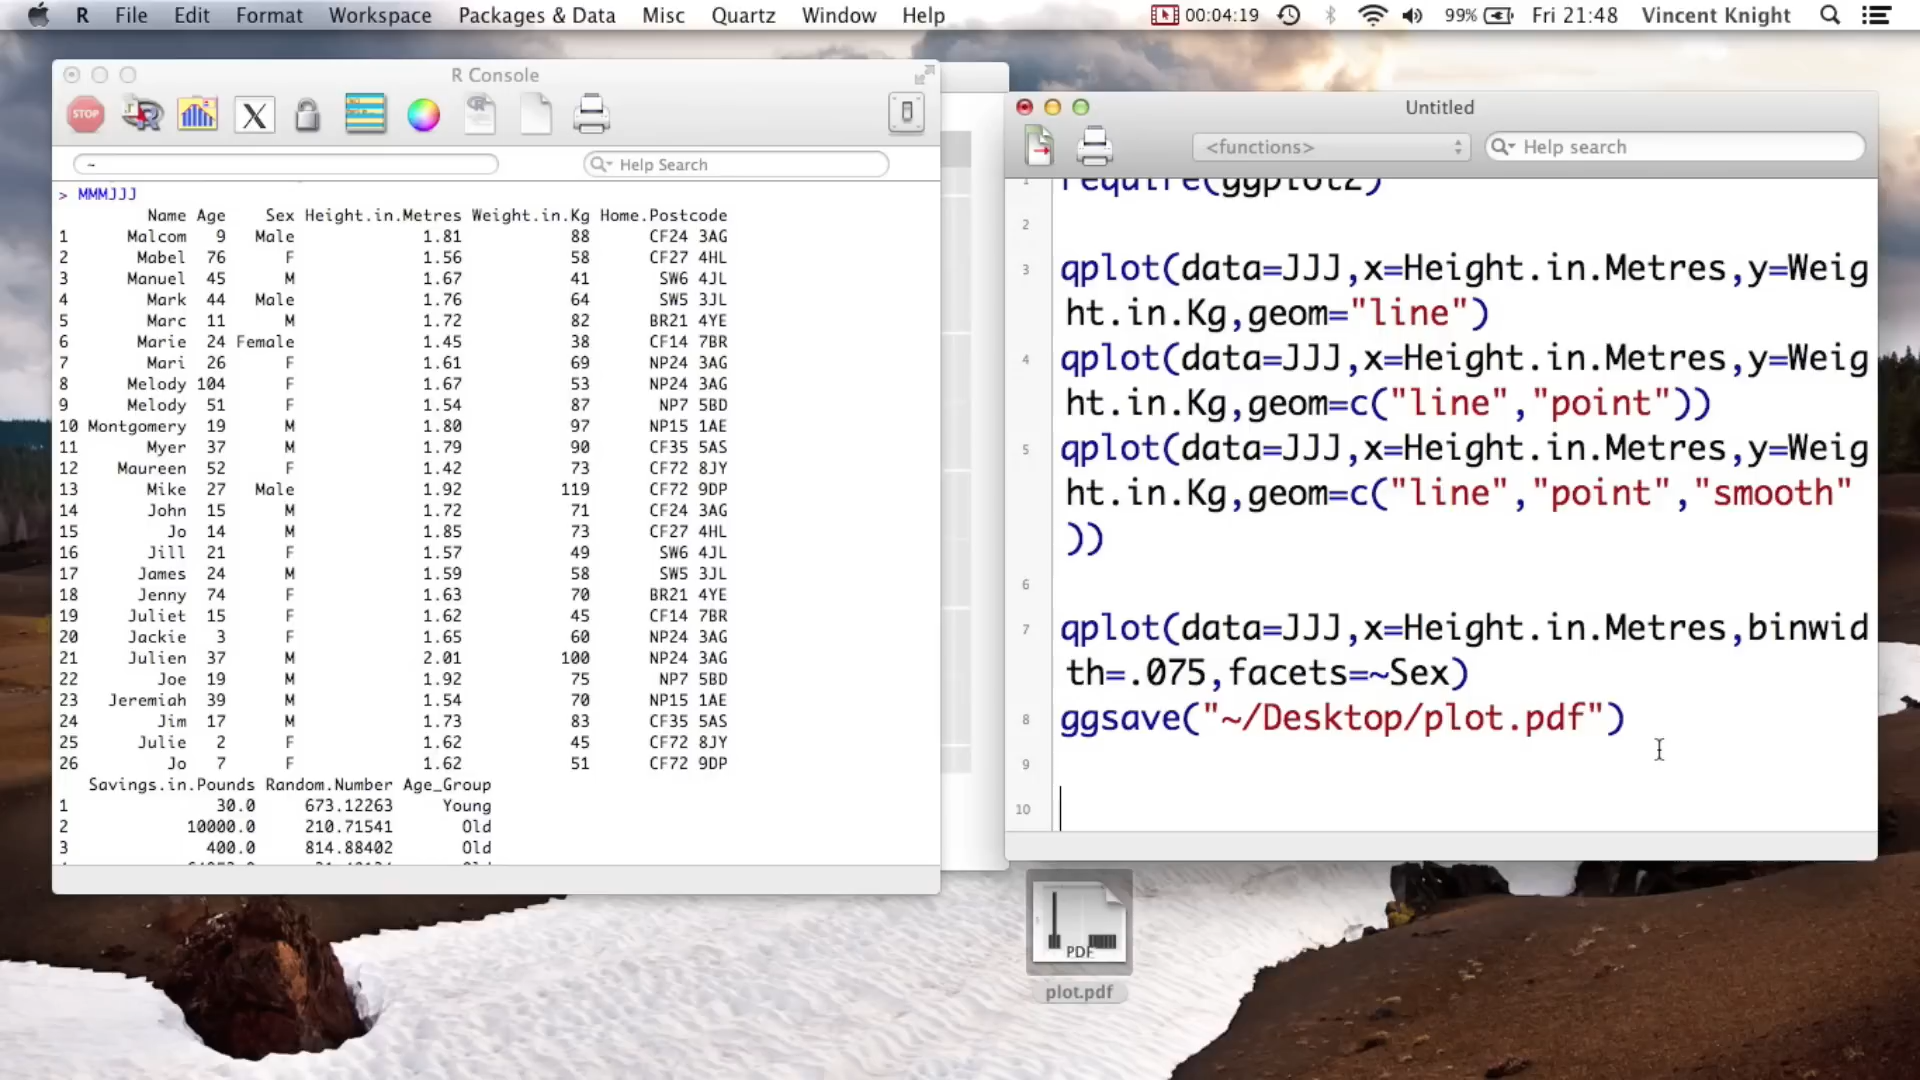 R File Edit Format Workspace Packages & Data Misc Quartz Window Help 00:04:19 99% Fri 21:48 Vincent Knight
R Console
STOP
X
~
Help Search
> MMMJJJ
Name Age Sex Height.in.Metres Weight.in.Kg Home.Postcode
1 Malcom 9 Male 1.81 88 CF24 3AG
2 Mabel 76 F 1.56 58 CF27 4HL
3 Manuel 45 M 1.67 41 SW6 4JL
4 Mark 44 Male 1.76 64 SW5 3JL
5 Marc 11 M 1.72 82 BR21 4YE
6 Marie 24 Female 1.45 38 CF14 7BR
7 Mari 26 F 1.61 69 NP24 3AG
8 Melody 104 F 1.67 53 NP24 3AG
9 Melody 51 F 1.54 87 NP7 5BD
10 Montgomery 19 M 1.80 97 NP15 1AE
11 Myer 37 M 1.79 90 CF35 5AS
12 Maureen 52 F 1.42 73 CF72 8JY
13 Mike 27 Male 1.92 119 CF72 9DP
14 John 15 M 1.72 71 CF24 3AG
15 Jo 14 M 1.85 73 CF27 4HL
16 Jill 21 F 1.57 49 SW6 4JL
17 James 24 M 1.59 58 SW5 3JL
18 Jenny 74 F 1.63 70 BR21 4YE
19 Juliet 15 F 1.62 45 CF14 7BR
20 Jackie 3 F 1.65 60 NP24 3AG
21 Julien 37 M 2.01 100 NP24 3AG
22 Joe 19 M 1.92 75 NP7 5BD
23 Jeremiah 39 M 1.54 70 NP15 1AE
24 Jim 17 M 1.73 83 CF35 5AS
25 Julie 2 F 1.62 45 CF72 8JY
26 Jo 7 F 1.62 51 CF72 9DP
Savings.in.Pounds Random.Number Age_Group
1 30.0 673.12263 Young
2 10000.0 210.71541 Old
3 400.0 814.88402 Old
Untitled
<functions>
Help search
1 require(ggplot2)
2
3 qplot(data=JJJ,x=Height.in.Metres,y=Weig
ht.in.Kg,geom="line")
4 qplot(data=JJJ,x=Height.in.Metres,y=Weig
ht.in.Kg,geom=c("line","point"))
5 qplot(data=JJJ,x=Height.in.Metres,y=Weig
ht.in.Kg,geom=c("line","point","smooth"
))
6
7 qplot(data=JJJ,x=Height.in.Metres,binwid
th=.075,facets=~Sex)
8 ggsave("~/Desktop/plot.pdf")
9
10
PDF
plot.pdf